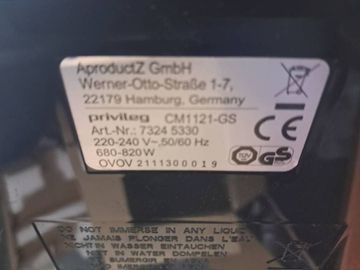 AproductZ GmbH
Werner-Otto-Straße 1-7,
22179 Hamburg, Germany
privileg CM1121-GS
Art.-Nr.: 7324 5330
220-240 V~,50/60 Hz
680-820W
OVOV 2111300019
TÜV GS
DO NOT IMMERSE IN ANY LIQUID
NE JAMAIS PLONGER DANS L'EAU
NICHT IN WASSER EINTAUCHEN
NIET IN WATER DOMPELEN